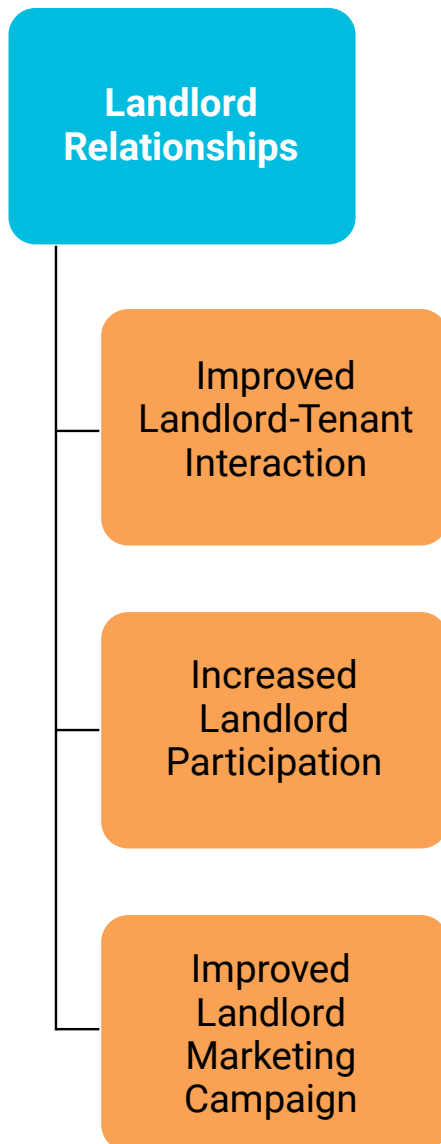 Landlord
Relationships
Improved
Landlord-Tenant
Interaction
Increased
Landlord
Participation
Improved
Landlord
Marketing
Campaign